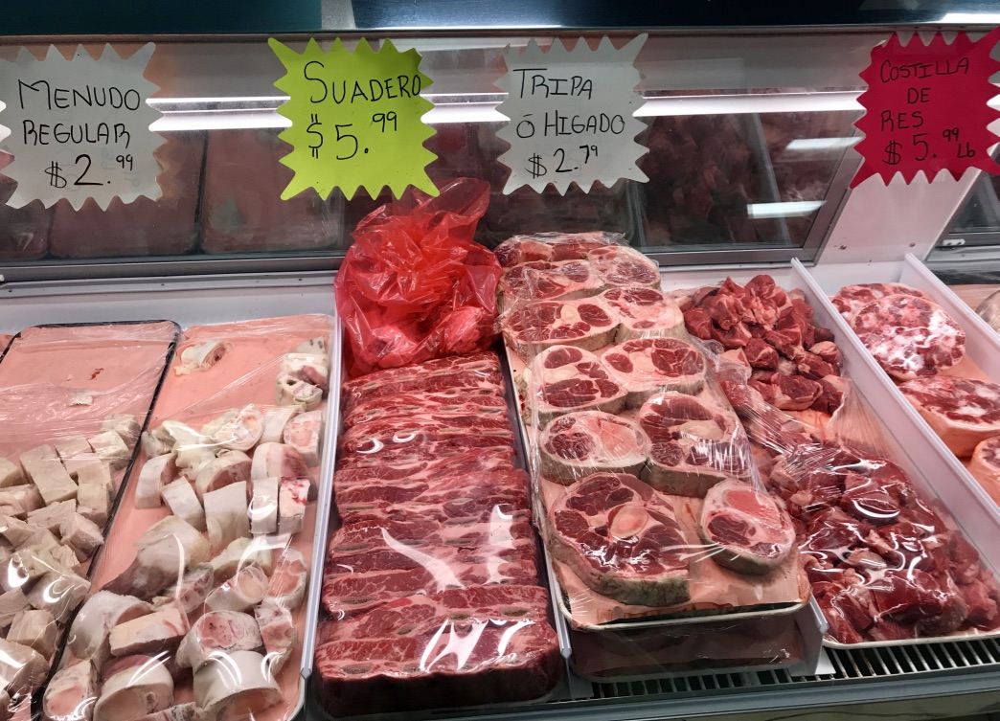 MENUDO
REGULAR
$2.99
SUADERO
$5.99
TRIPA
Ó HIGADO
$2.79
COSTILLA
DE
RES
$5.99 Lb